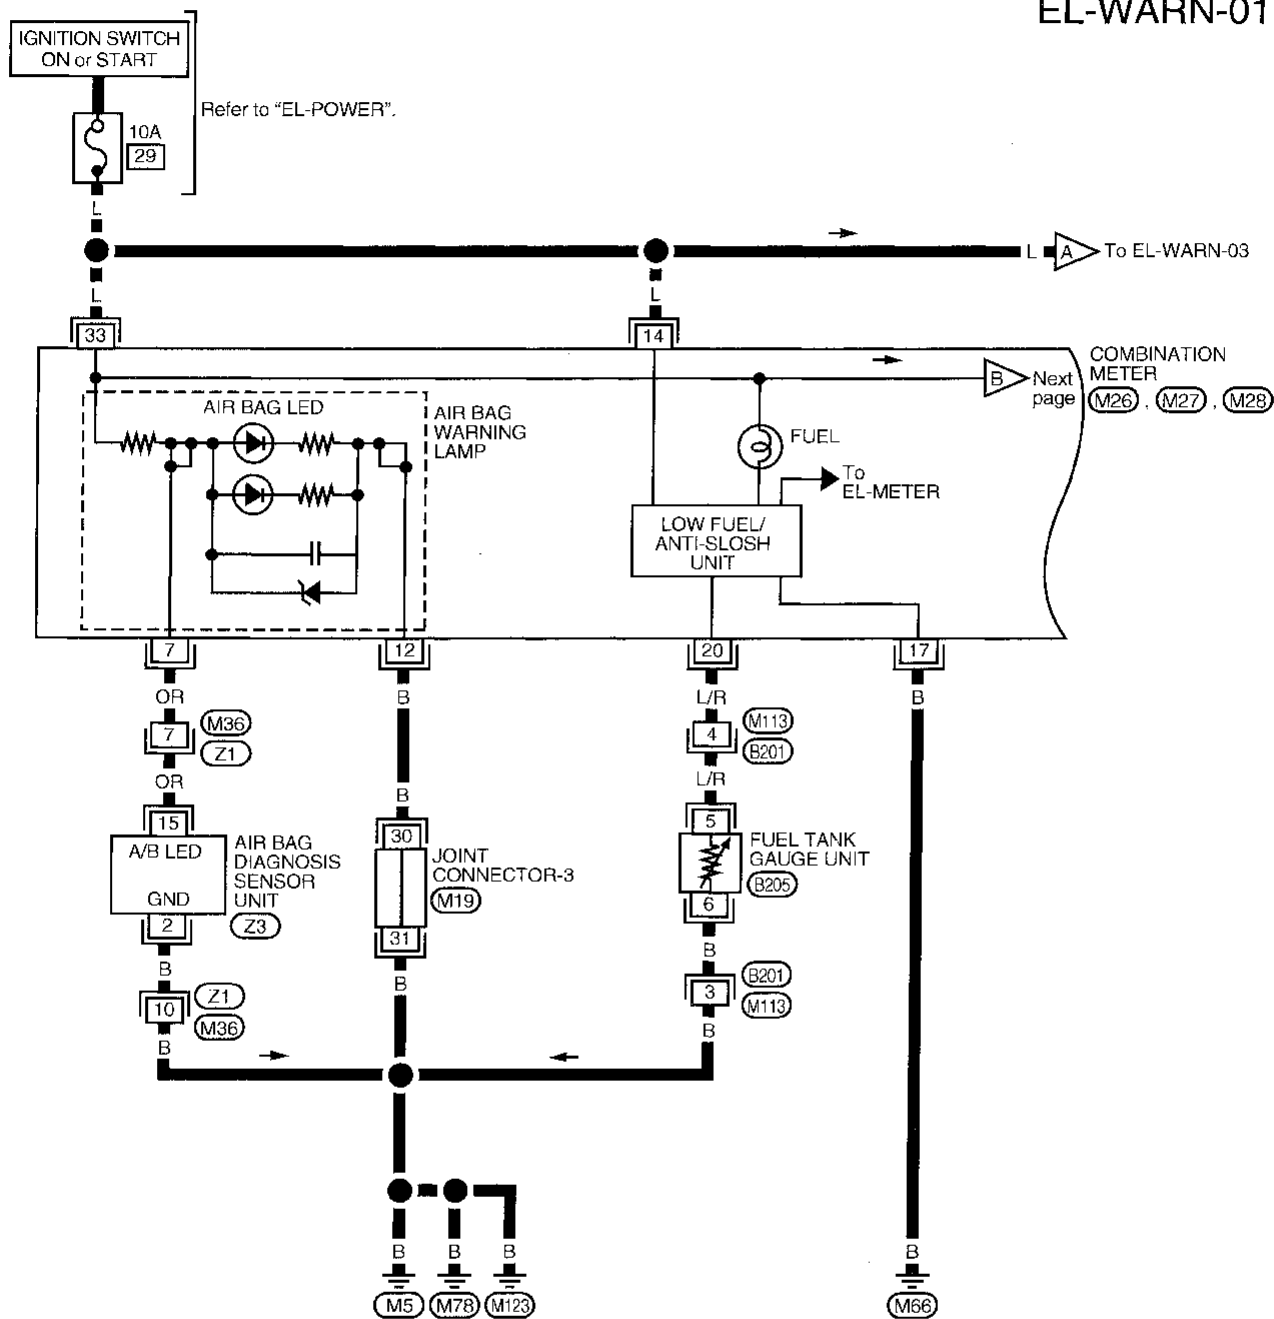 EL-WARN-01
IGNITION SWITCH
ON or START
Refer to "EL-POWER".
10A
29
L
L
L
L
A
To EL-WARN-03
33
14
COMBINATION
METER
M26 , M27 , M28
B
Next
page
AIR BAG LED
AIR BAG
WARNING
LAMP
FUEL
To
EL-METER
LOW FUEL/
ANTI-SLOSH
UNIT
7
12
20
17
OR
B
L/R
B
7
M36
Z1
4
M113
B201
OR
B
L/R
15
30
5
A/B LED
GND
AIR BAG
DIAGNOSIS
SENSOR
UNIT
Z3
JOINT
CONNECTOR-3
M19
FUEL TANK
GAUGE UNIT
B205
2
31
6
B
B
B
10
Z1
M36
3
B201
M113
B
B
B
B
B
B
M5
M78
M123
M66